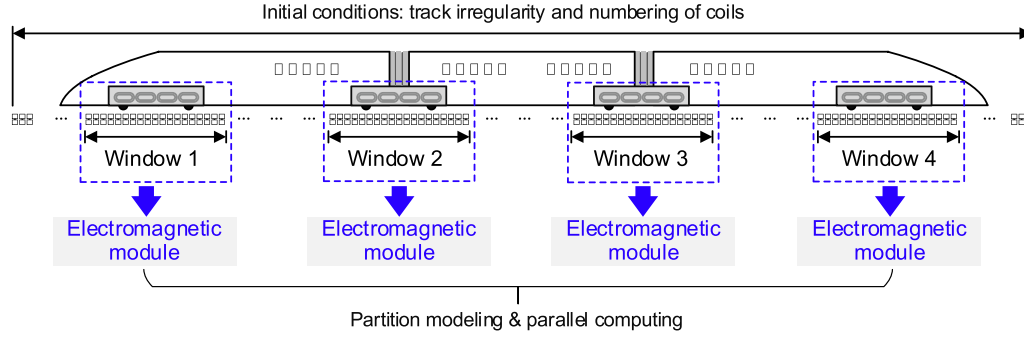 Initial conditions: track irregularity and numbering of coils
Window 1
Window 2
Window 3
Window 4
Electromagnetic
module
Electromagnetic
module
Electromagnetic
module
Electromagnetic
module
Partition modeling & parallel computing